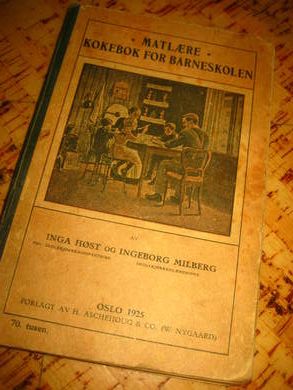 · MATLÆRE ·
KOKEBOK FOR BARNESKOLEN
AV
INGA HØST OG INGEBORG MILBERG
OSLO 1925
FORLAGT AV H. ASCHEHOUG & CO. (W. NYGAARD)
70. tusen.